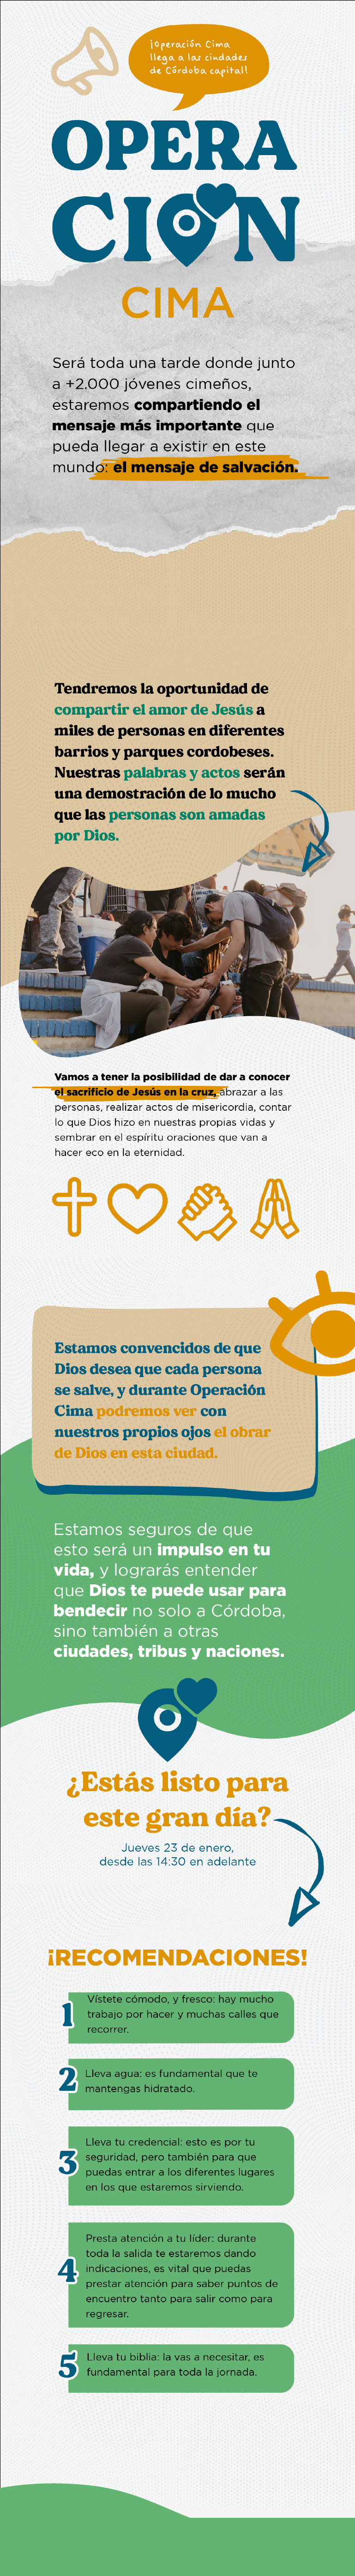 ¡Operación Cima
llega a las ciudades
de Córdoba capital!
OPERA
CIÓN
CIMA
Será toda una tarde donde junto
a +2.000 jóvenes cimeños,
estaremos compartiendo el
mensaje más importante que
pueda llegar a existir en este
mundo: el mensaje de salvación.
Tendremos la oportunidad de
compartir el amor de Jesús a
miles de personas en diferentes
barrios y parques cordobeses.
Nuestras palabras y actos serán
una demostración de lo mucho
que las personas son amadas
por Dios.
Vamos a tener la posibilidad de dar a conocer
el sacrificio de Jesús en la cruz, abrazar a las
personas, realizar actos de misericordia, contar
lo que Dios hizo en nuestras propias vidas y
sembrar en el espíritu oraciones que van a
hacer eco en la eternidad.
Estamos convencidos de que
Dios desea que cada persona
se salve, y durante Operación
Cima podremos ver con
nuestros propios ojos el obrar
de Dios en esta ciudad.
Estamos seguros de que
esto será un impulso en tu
vida, y lograrás entender
que Dios te puede usar para
bendecir no solo a Córdoba,
sino también a otras
ciudades, tribus y naciones.
¿Estás listo para
este gran día?
Jueves 23 de enero,
desde las 14:30 en adelante
¡RECOMENDACIONES!
1 Vístete cómodo, y fresco: hay mucho
trabajo por hacer y muchas calles que
recorrer.
2 Lleva agua: es fundamental que te
mantengas hidratado.
3 Lleva tu credencial: esto es por tu
seguridad, pero también para que
puedas entrar a los diferentes lugares
en los que estaremos sirviendo.
4 Presta atención a tu líder: durante
toda la salida te estaremos dando
indicaciones, es vital que puedas
prestar atención para saber puntos de
encuentro tanto para salir como para
regresar.
5 Lleva tu biblia: la vas a necesitar, es
fundamental para toda la jornada.